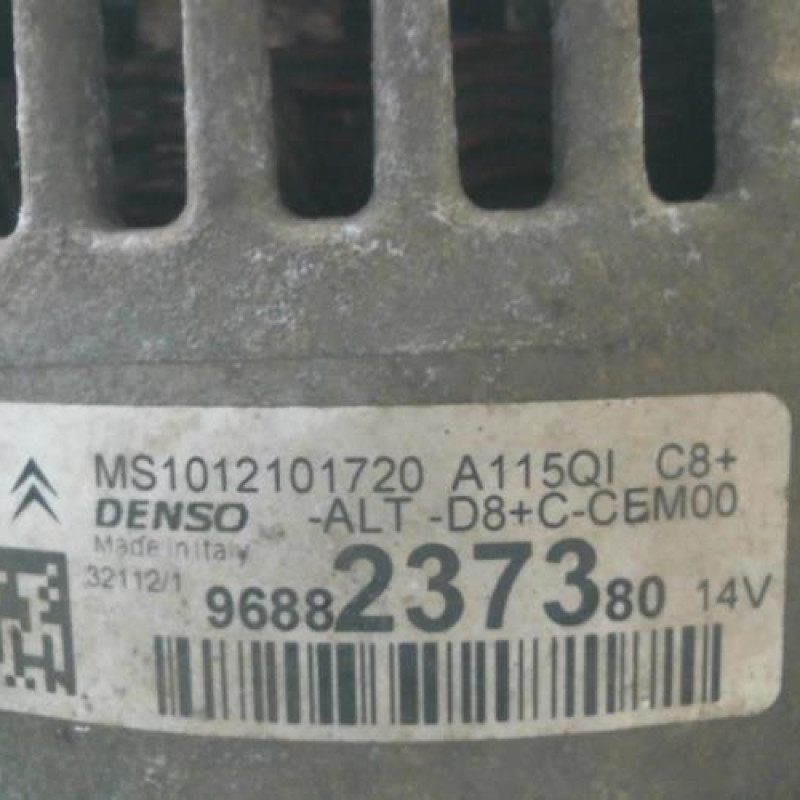 MS1012101720 A115QI C8+
DENSO -ALT -D8+C-CEM00
Made in Italy
32112/1
9688237380 14V